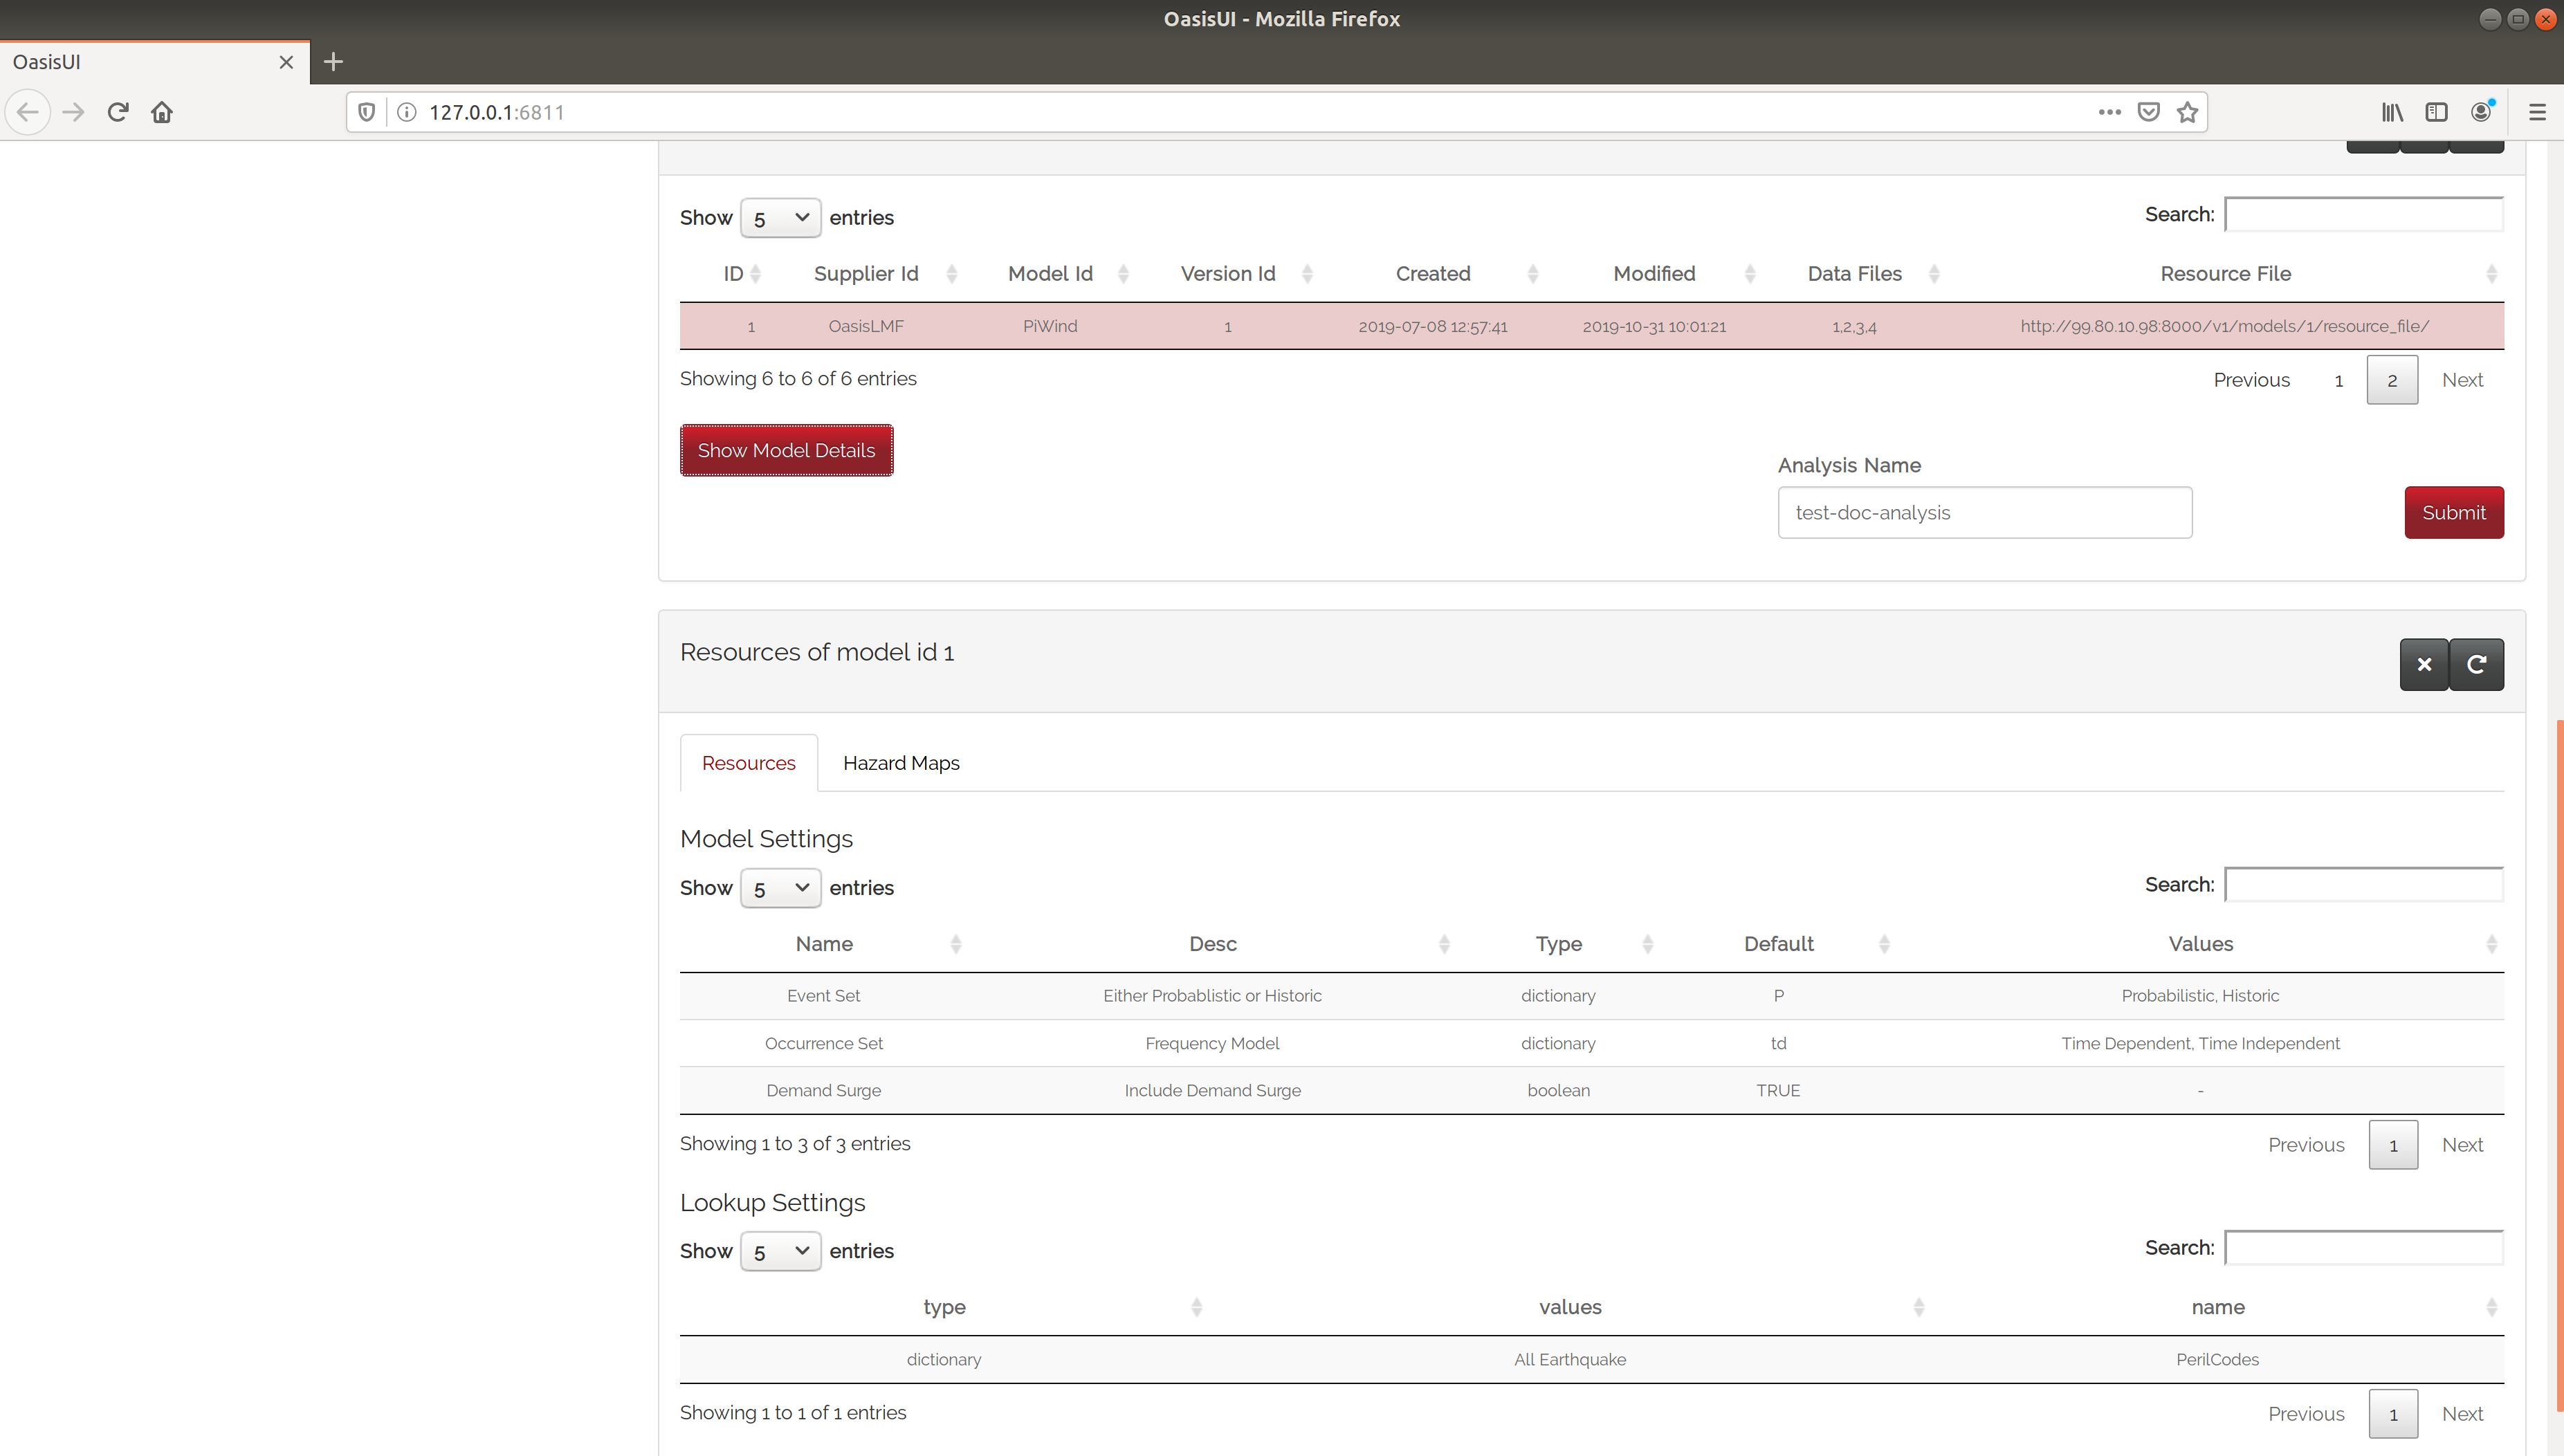 OasisUI - Mozilla Firefox
OasisUI
127.0.0.1:6811
Show 5 entries Search:
ID Supplier Id Model Id Version Id Created Modified Data Files Resource File
1 OasisLMF PiWind 1 2019-07-08 12:57:41 2019-10-31 10:01:21 1,2,3,4 http://99.80.10.98:8000/v1/models/1/resource_file/
Showing 6 to 6 of 6 entries Previous 1 2 Next
Show Model Details
Analysis Name
test-doc-analysis Submit
Resources of model id 1
Resources Hazard Maps
Model Settings
Show 5 entries Search:
Name Desc Type Default Values
Event Set Either Probablistic or Historic dictionary P Probabilistic, Historic
Occurrence Set Frequency Model dictionary td Time Dependent, Time Independent
Demand Surge Include Demand Surge boolean TRUE -
Showing 1 to 3 of 3 entries Previous 1 Next
Lookup Settings
Show 5 entries Search:
type values name
dictionary All Earthquake PerilCodes
Showing 1 to 1 of 1 entries Previous 1 Next